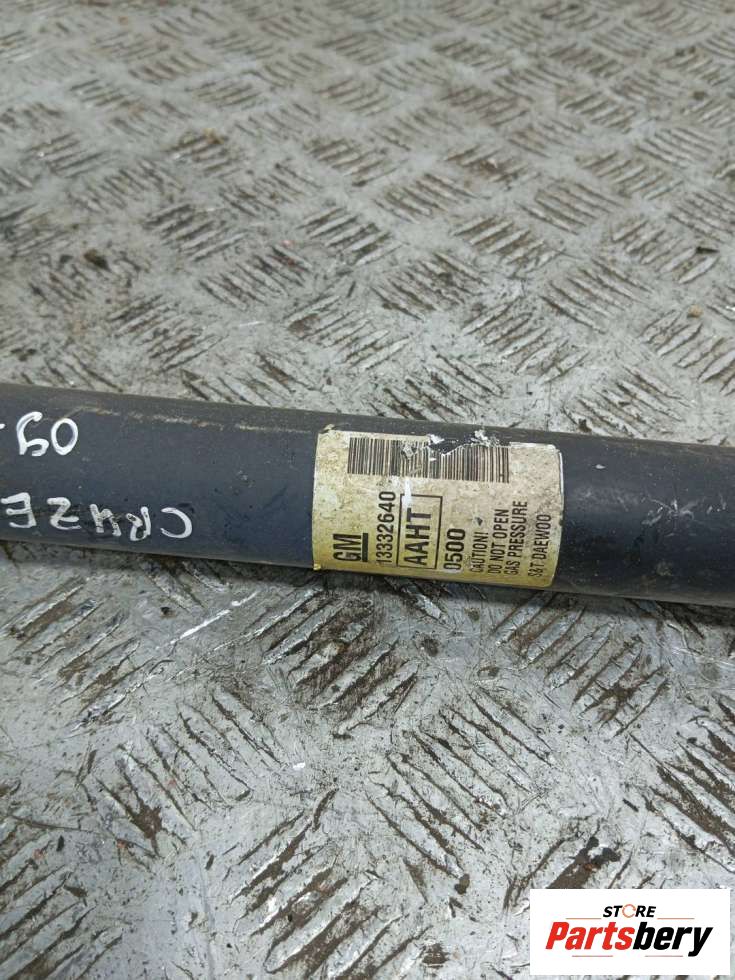 09-
CRUZE
GM
13332640
AAHT
0500
CAUTION!
DO NOT OPEN
GAS PRESSURE
S&T DAEWOO
STORE
Partsbery